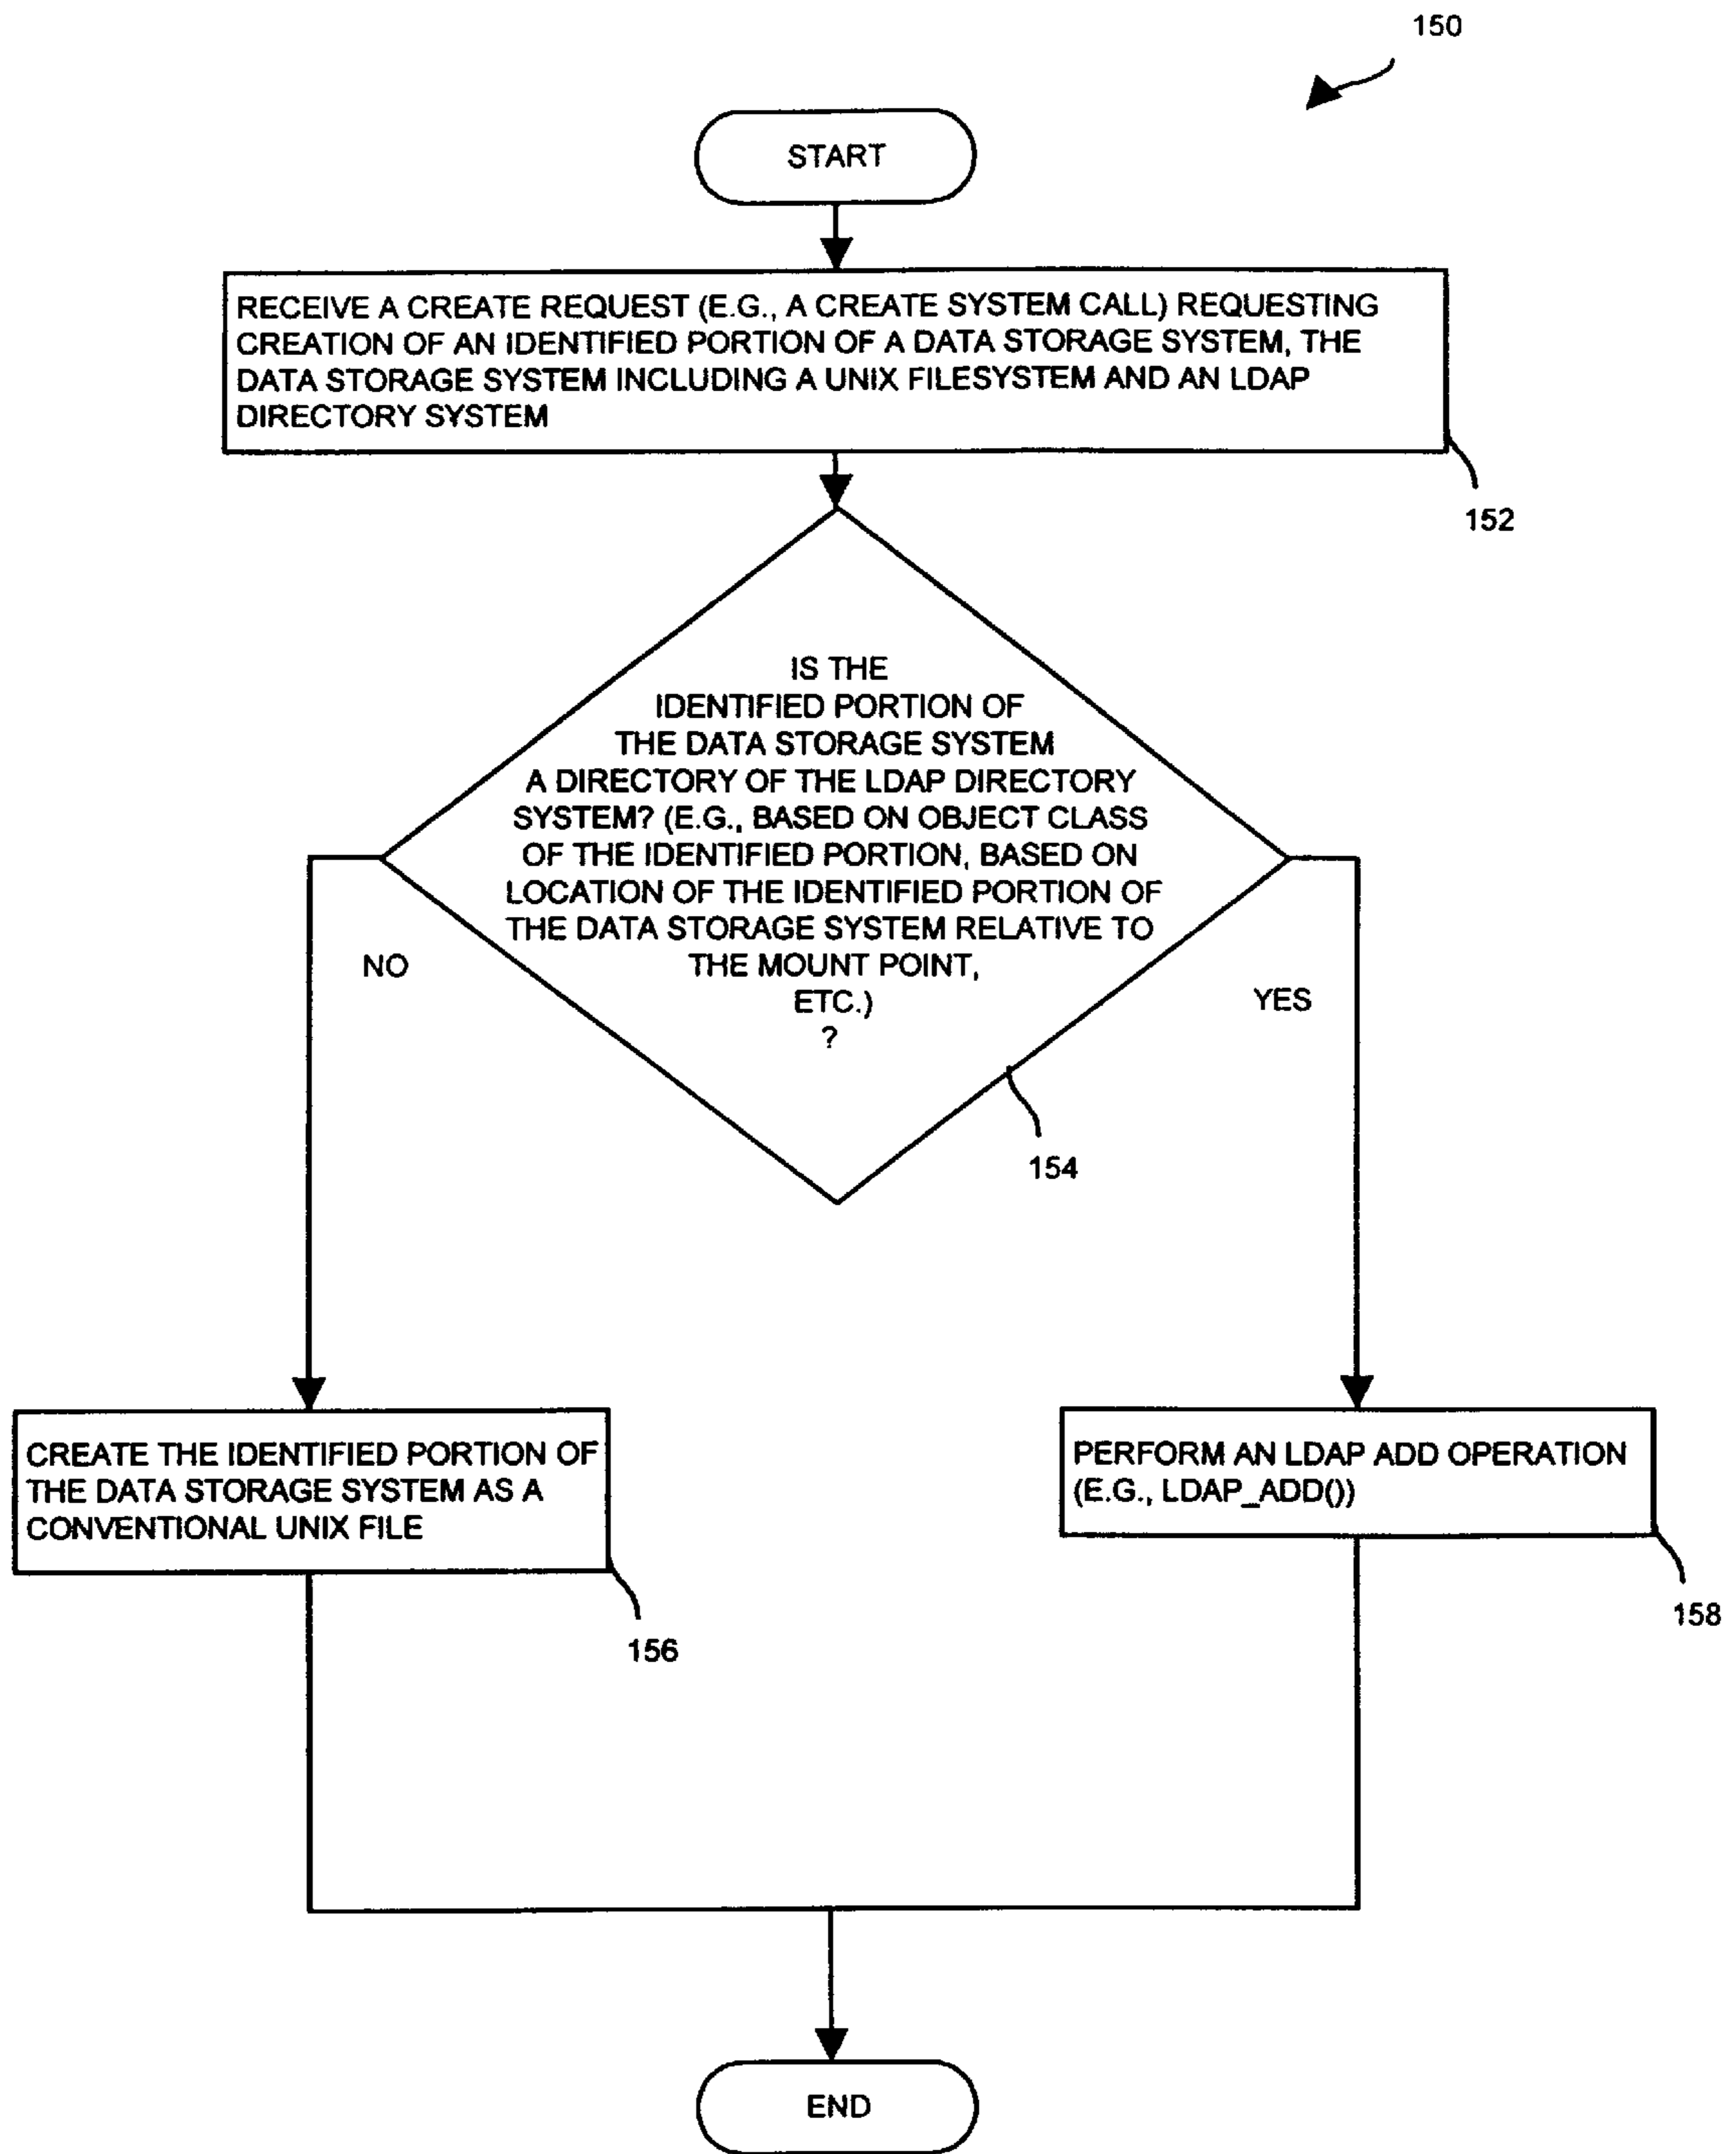 150
START
RECEIVE A CREATE REQUEST (E.G., A CREATE SYSTEM CALL) REQUESTING
CREATION OF AN IDENTIFIED PORTION OF A DATA STORAGE SYSTEM, THE
DATA STORAGE SYSTEM INCLUDING A UNIX FILESYSTEM AND AN LDAP
DIRECTORY SYSTEM
152
IS THE
IDENTIFIED PORTION OF
THE DATA STORAGE SYSTEM
A DIRECTORY OF THE LDAP DIRECTORY
SYSTEM? (E.G., BASED ON OBJECT CLASS
OF THE IDENTIFIED PORTION, BASED ON
LOCATION OF THE IDENTIFIED PORTION OF
THE DATA STORAGE SYSTEM RELATIVE TO
THE MOUNT POINT,
ETC.)
?
NO
YES
154
CREATE THE IDENTIFIED PORTION OF
THE DATA STORAGE SYSTEM AS A
CONVENTIONAL UNIX FILE
156
PERFORM AN LDAP ADD OPERATION
(E.G., LDAP_ADD())
158
END